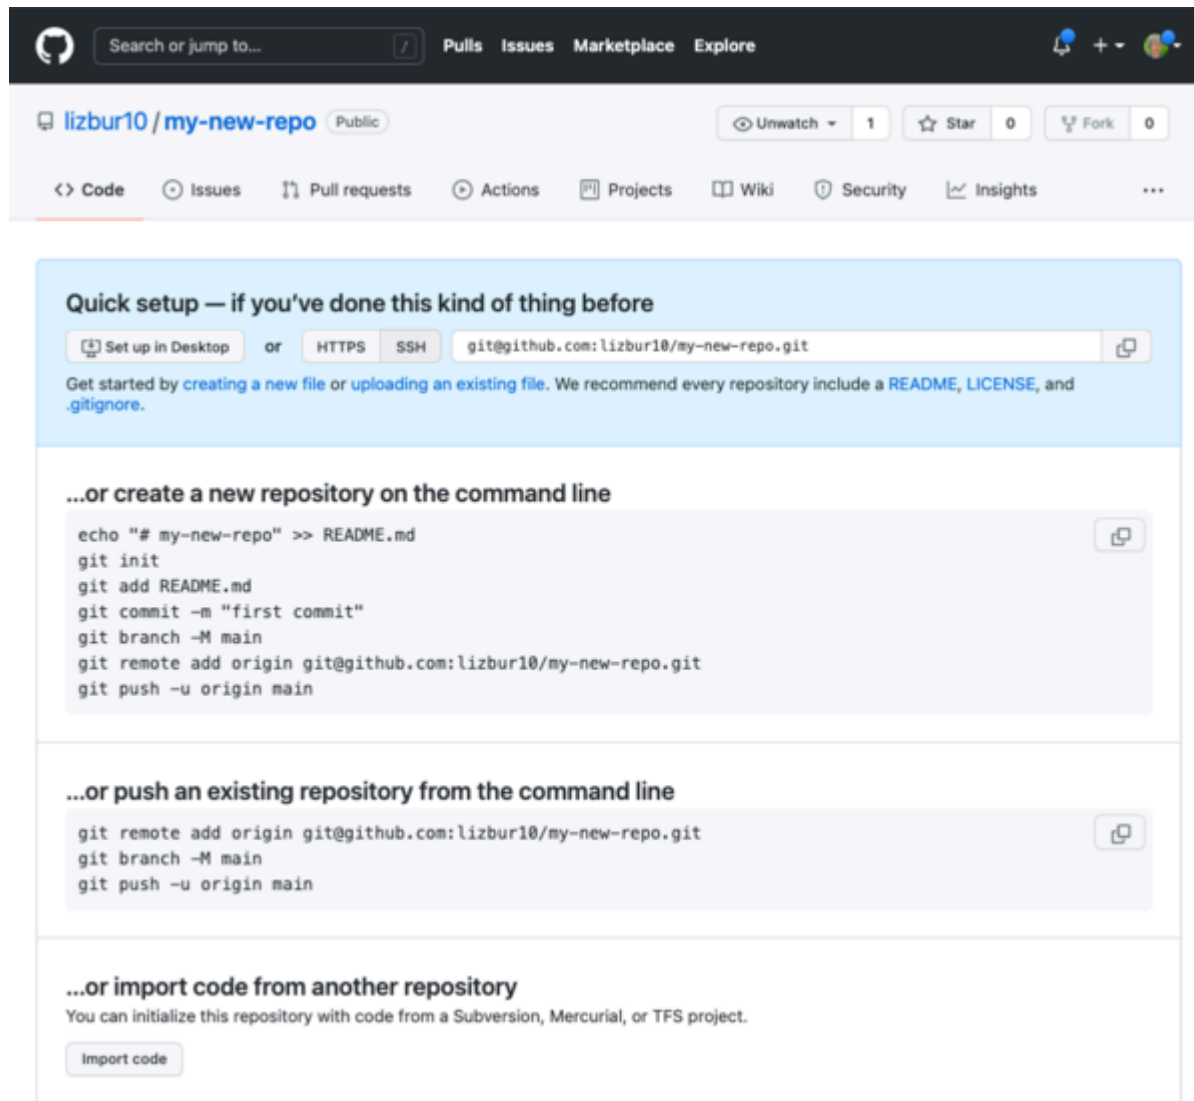 Search or jump to... / Pulls Issues Marketplace Explore
lizbur10 / my-new-repo Public Unwatch 1 Star 0 Fork 0
<> Code Issues Pull requests Actions Projects Wiki Security Insights ...
Quick setup — if you've done this kind of thing before
Set up in Desktop or HTTPS SSH git@github.com:lizbur10/my-new-repo.git
Get started by creating a new file or uploading an existing file. We recommend every repository include a README, LICENSE, and
.gitignore.
...or create a new repository on the command line
echo "# my-new-repo" >> README.md
git init
git add README.md
git commit -m "first commit"
git branch -M main
git remote add origin git@github.com:lizbur10/my-new-repo.git
git push -u origin main
...or push an existing repository from the command line
git remote add origin git@github.com:lizbur10/my-new-repo.git
git branch -M main
git push -u origin main
...or import code from another repository
You can initialize this repository with code from a Subversion, Mercurial, or TFS project.
Import code